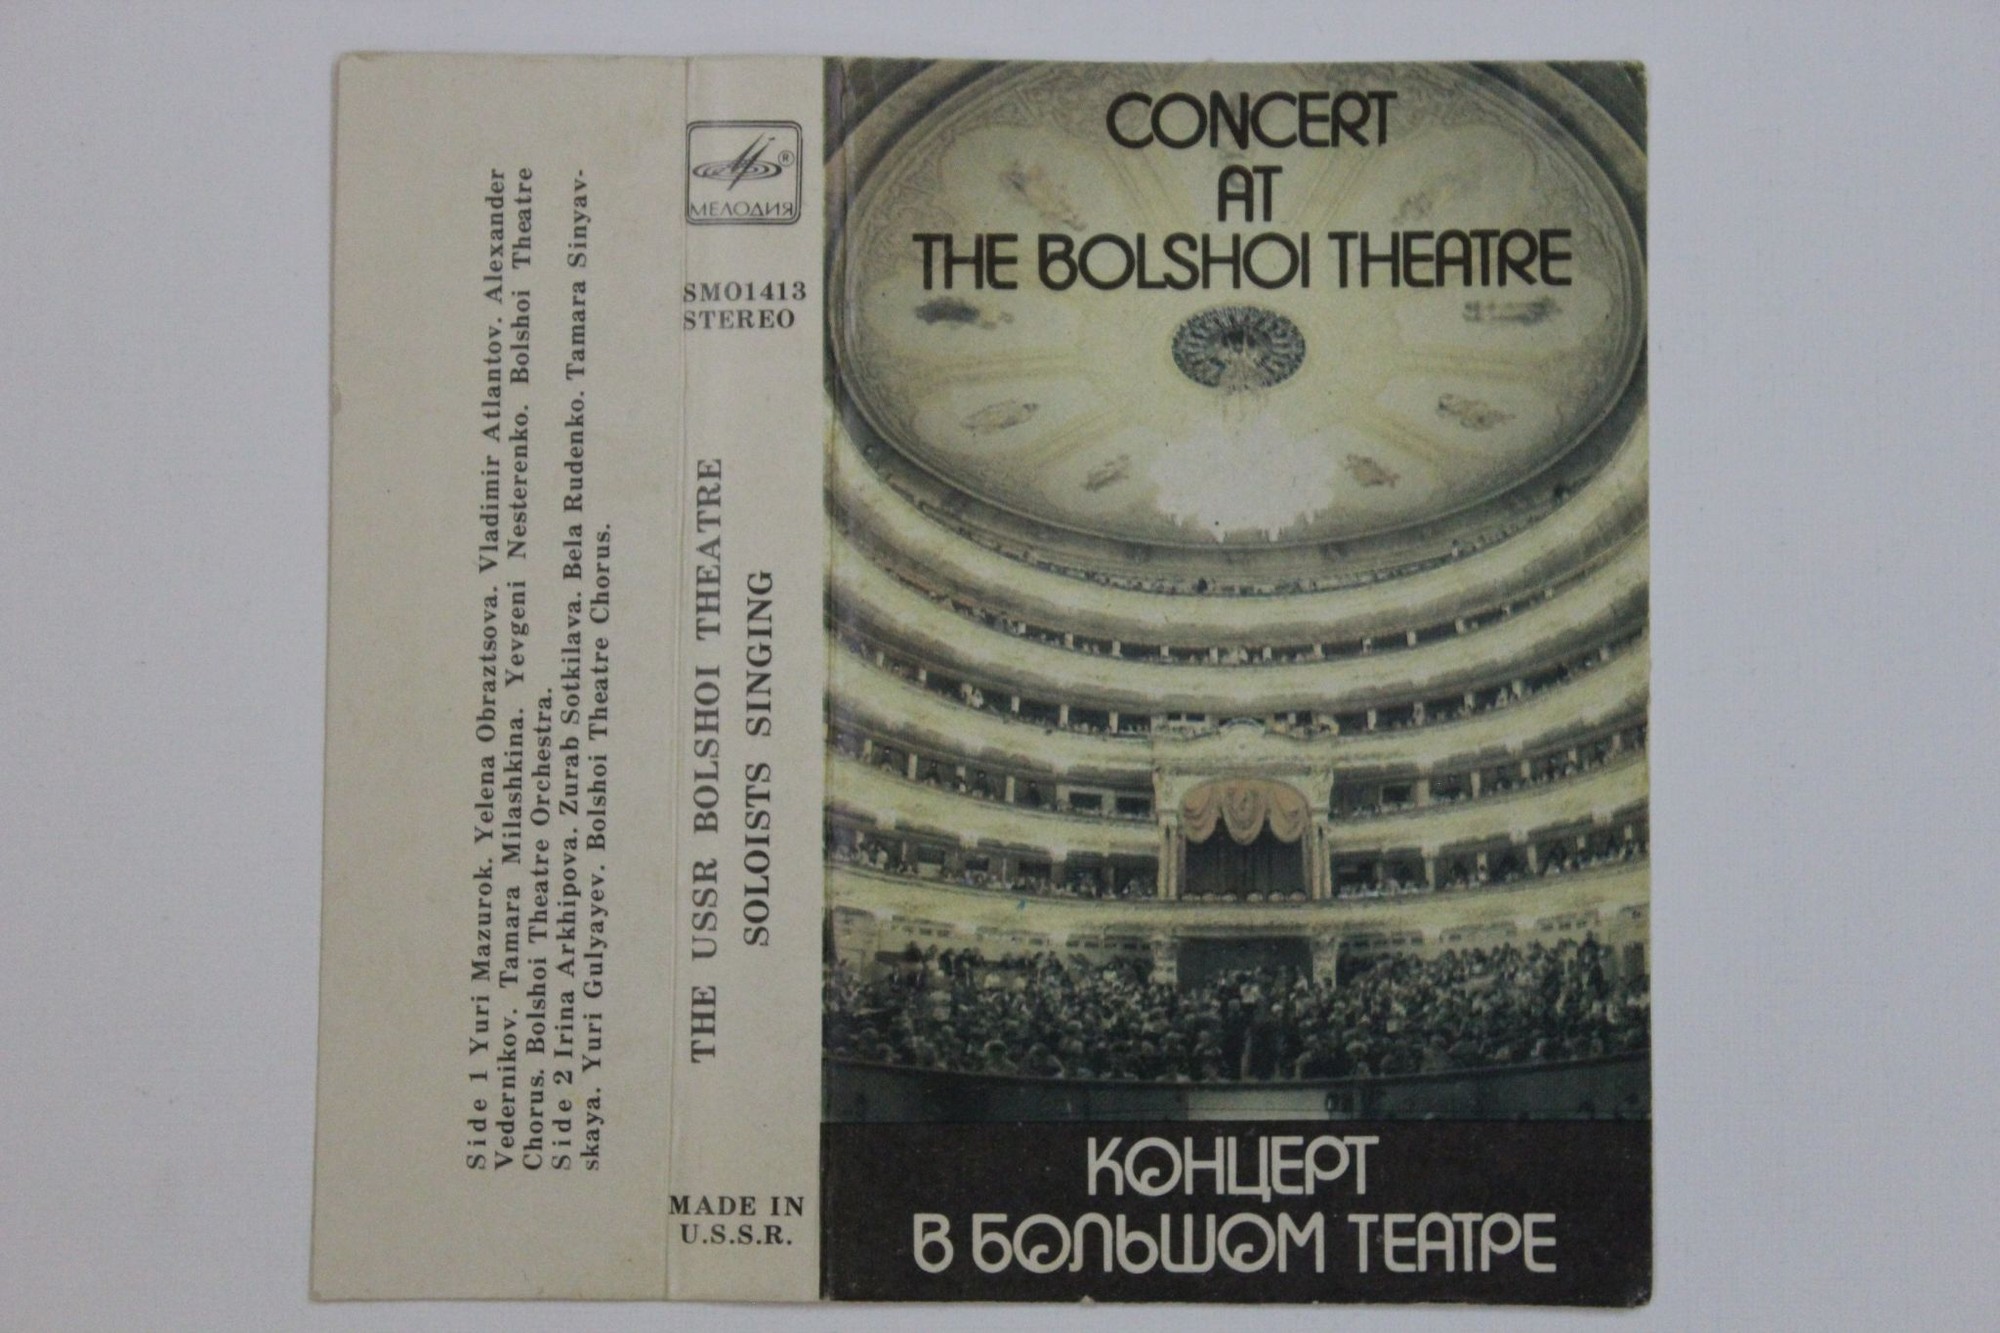 Side 1 Yuri Mazurok. Yelena Obraztsova. Vladimir Atlantov. Alexander
Vedernikov. Tamara Milashkina. Yevgeni Nesterenko. Bolshoi Theatre
Chorus. Bolshoi Theatre Orchestra.
Side 2 Irina Arkhipova. Zurab Sotkilava. Bela Rudenko. Tamara Sinyav-
skaya. Yuri Gulyayev. Bolshoi Theatre Chorus.
®
МЕЛОДИЯ
SMO1413
STEREO
THE USSR BOLSHOI THEATRE
SOLOISTS SINGING
MADE IN
U.S.S.R.
CONCERT
AT
THE BOLSHOI THEATRE
КОНЦЕРТ
В БОЛЬШОМ ТЕАТРЕ